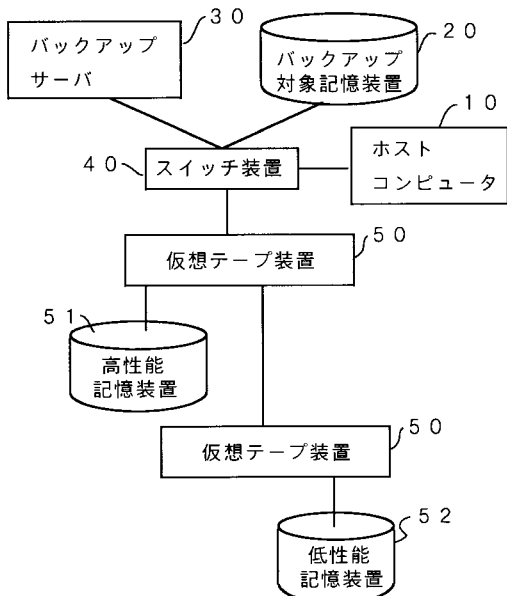 ３０
バックアップ
サーバ
２０
バックアップ
対象記憶装置
１０
ホスト
コンピュータ
４０
スイッチ装置
５０
仮想テープ装置
５１
高性能
記憶装置
５０
仮想テープ装置
５２
低性能
記憶装置